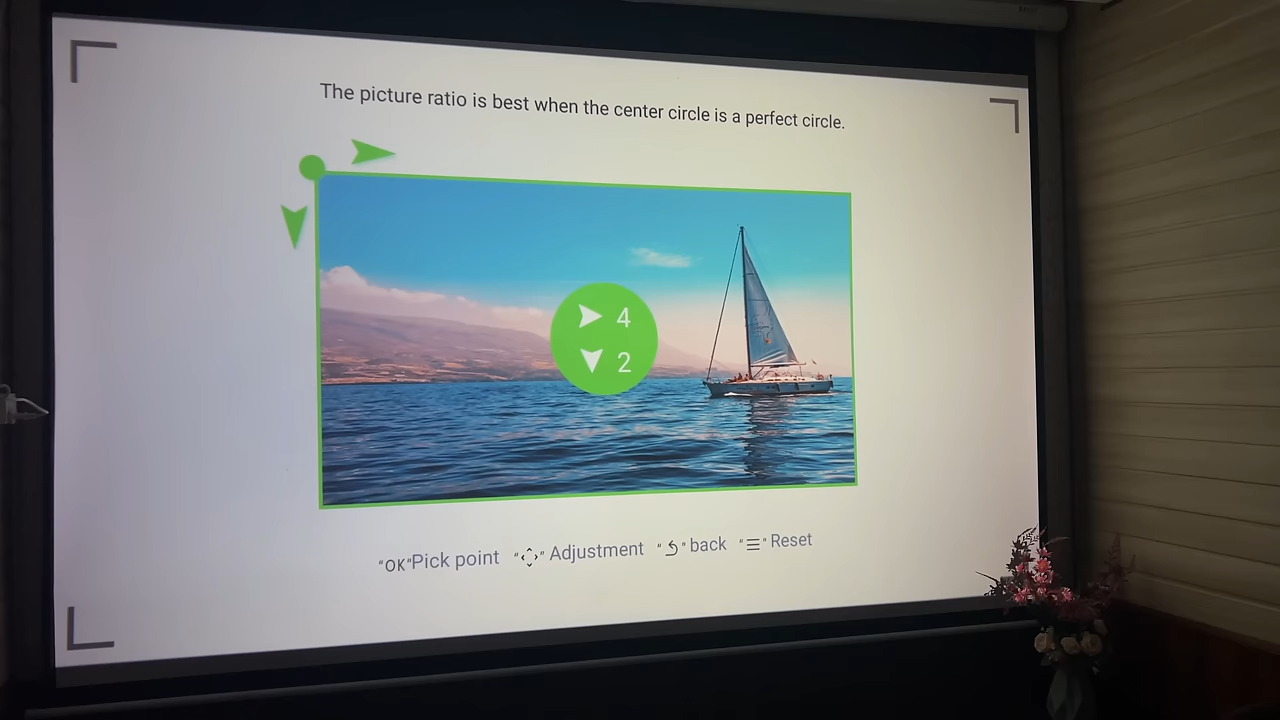 The picture ratio is best when the center circle is a perfect circle.
4
2
"OK"Pick point " " Adjustment " " back "☰" Reset